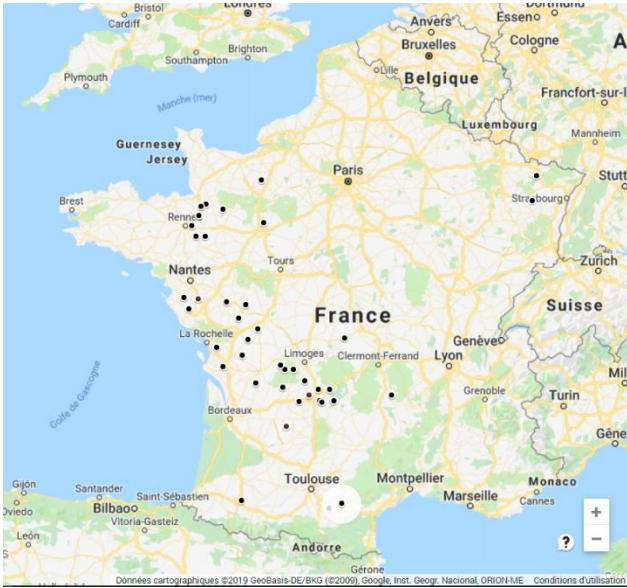 Bristol
Cardiff
Londres
Southampton
Brighton
Plymouth
Anvers
Essen
Dortmund
Bruxelles
Cologne
Lille
Belgique
Francfort-sur-l
A
Manche (mer)
Guernesey
Jersey
Luxembourg
Mannheim
Paris
Stutt
Brest
Strasbourg
Rennes
Tours
Nantes
Zurich
France
Suisse
La Rochelle
Limoges
Clermont-Ferrand
Genève
Lyon
Mil
Golfe de Gascogne
Grenoble
Turin
Bordeaux
Gêne
Gijón
Oviedo
Santander
Bilbao
Saint-Sébastien
Toulouse
Montpellier
Marseille
Monaco
Cannes
Vitoria-Gasteiz
León
Andorre
Gérone
+
−
?
Données cartographiques ©2019 GeoBasis-DE/BKG (©2009), Google, Inst. Geogr. Nacional, ORION-ME Conditions d'utilisation